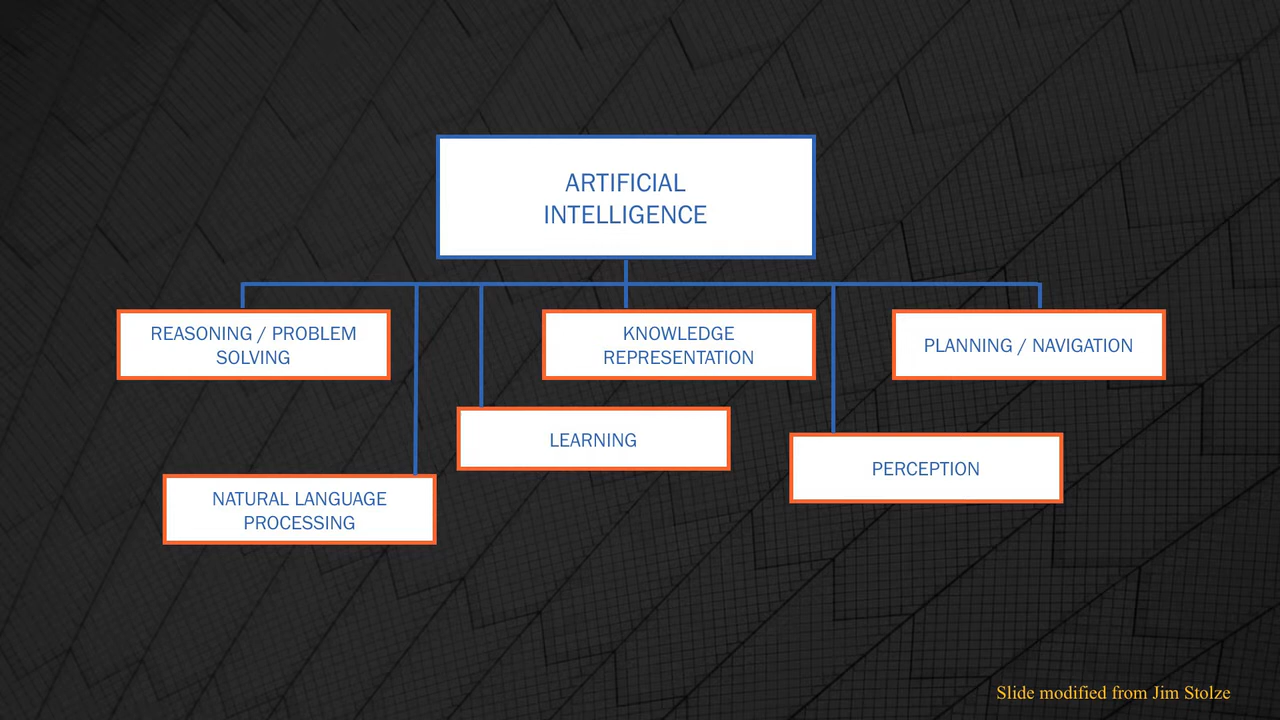 ARTIFICIAL
INTELLIGENCE
REASONING / PROBLEM
SOLVING
KNOWLEDGE
REPRESENTATION
PLANNING / NAVIGATION
LEARNING
PERCEPTION
NATURAL LANGUAGE
PROCESSING
Slide modified from Jim Stolze